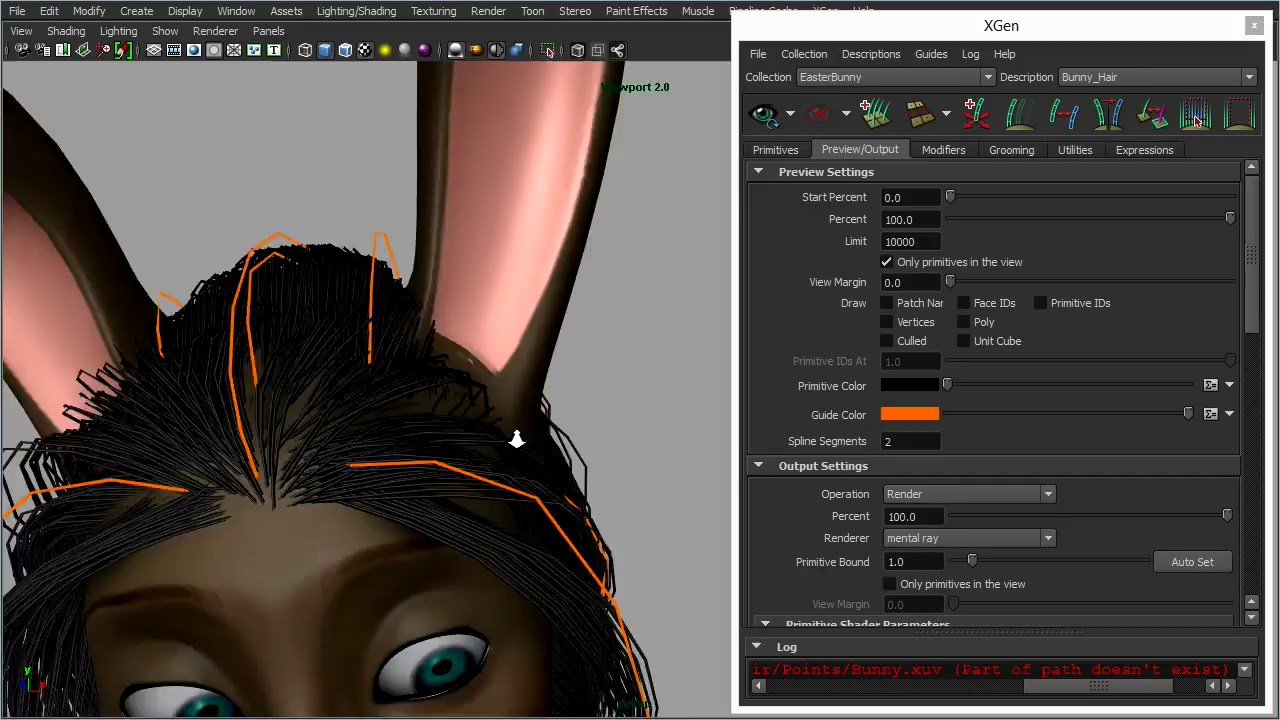 File Edit Modify Create Display Window Assets Lighting/Shading Texturing Render Toon Stereo Paint Effects Muscle
View Shading Lighting Show Renderer Panels
Viewport 2.0
XGen
File Collection Descriptions Guides Log Help
Collection EasterBunny Description Bunny_Hair
Primitives Preview/Output Modifiers Grooming Utilities Expressions
Preview Settings
Start Percent 0.0
Percent 100.0
Limit 10000
Only primitives in the view
View Margin 0.0
Draw Patch Nar Face IDs Primitive IDs
Vertices Poly
Culled Unit Cube
Primitive IDs At 1.0
Primitive Color
Guide Color
Spline Segments 2
Output Settings
Operation Render
Percent 100.0
Renderer mental ray
Primitive Bound 1.0 Auto Set
Only primitives in the view
View Margin 0.0
Primitive Shader Parameters
Log
ir/Points/Bunny.xuv (Part of path doesn't exist)